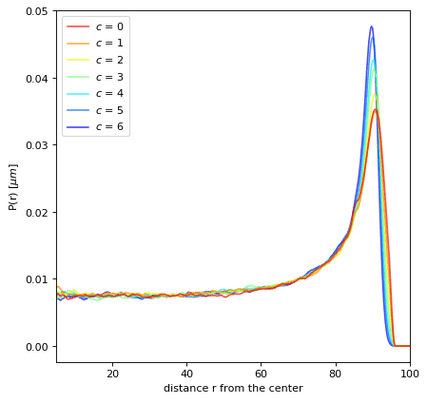 0.05
0.04
0.03
0.02
0.01
0.00
P(r) [μm]
c = 0
c = 1
c = 2
c = 3
c = 4
c = 5
c = 6
20 40 60 80 100
distance r from the center